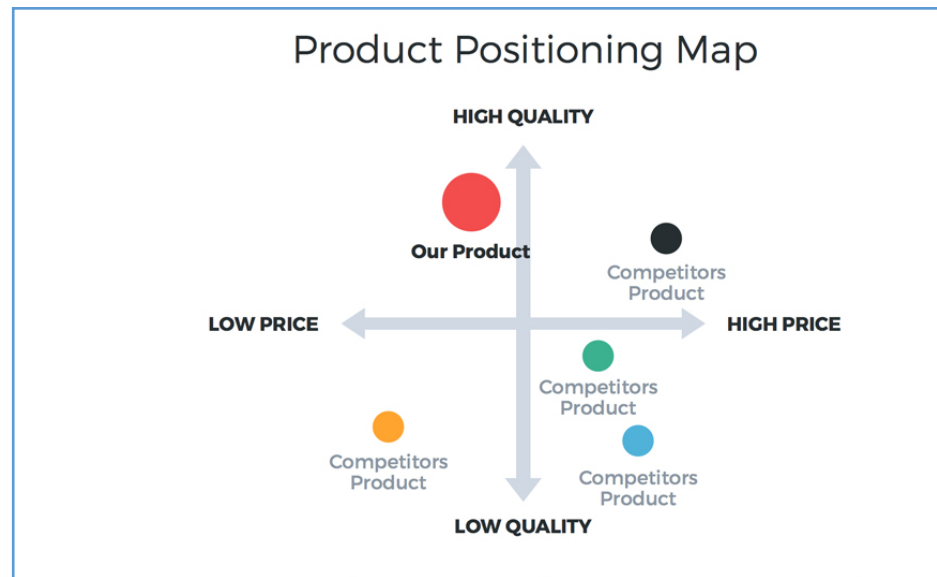 Product Positioning Map
HIGH QUALITY
Our Product
Competitors
Product
LOW PRICE
HIGH PRICE
Competitors
Product
Competitors
Product
Competitors
Product
LOW QUALITY